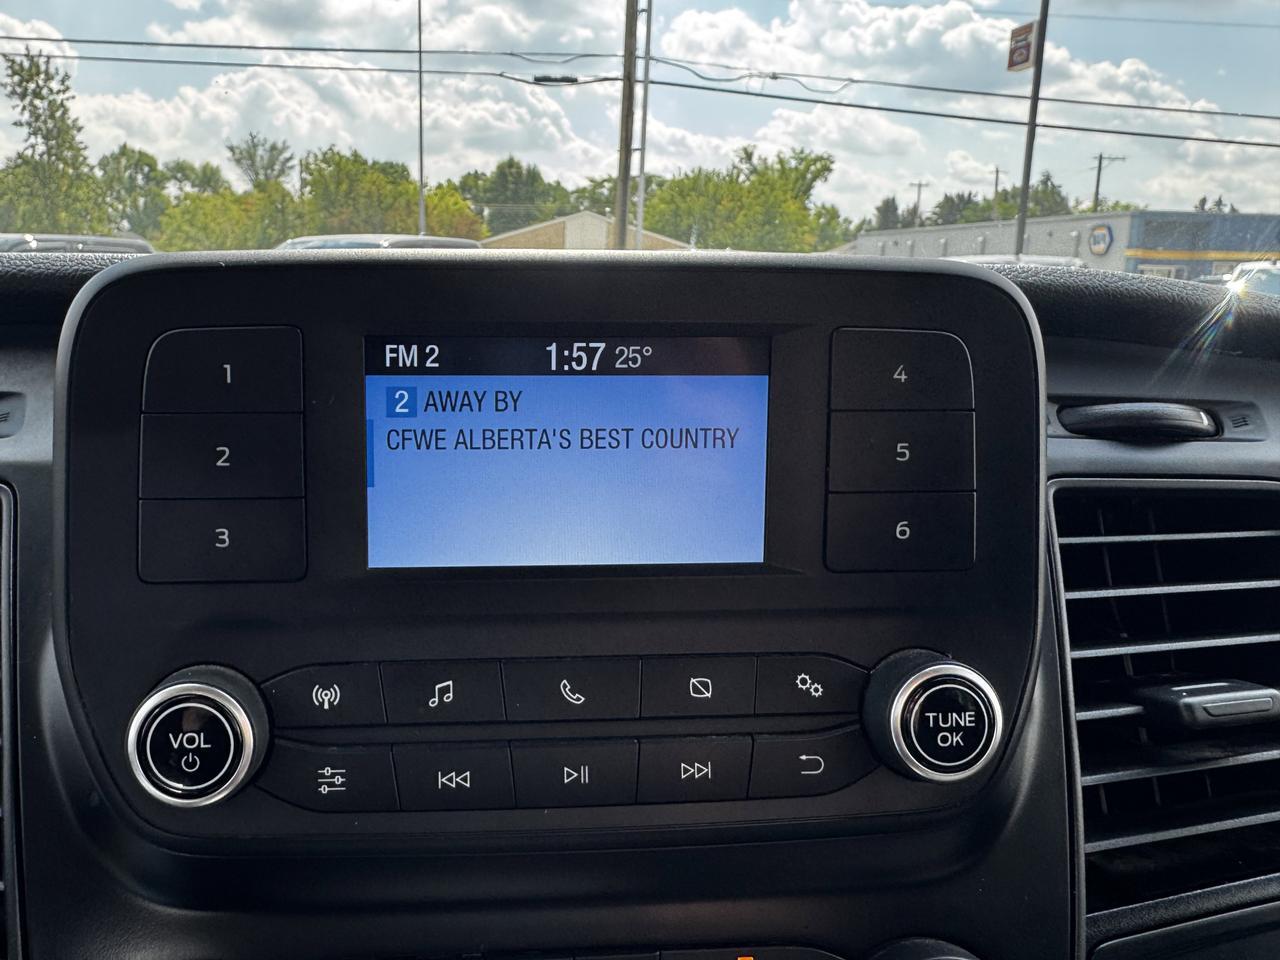 FM 2 1:57 25°
2 AWAY BY
CFWE ALBERTA'S BEST COUNTRY
1
2
3
4
5
6
VOL
TUNE
OK
NAPA